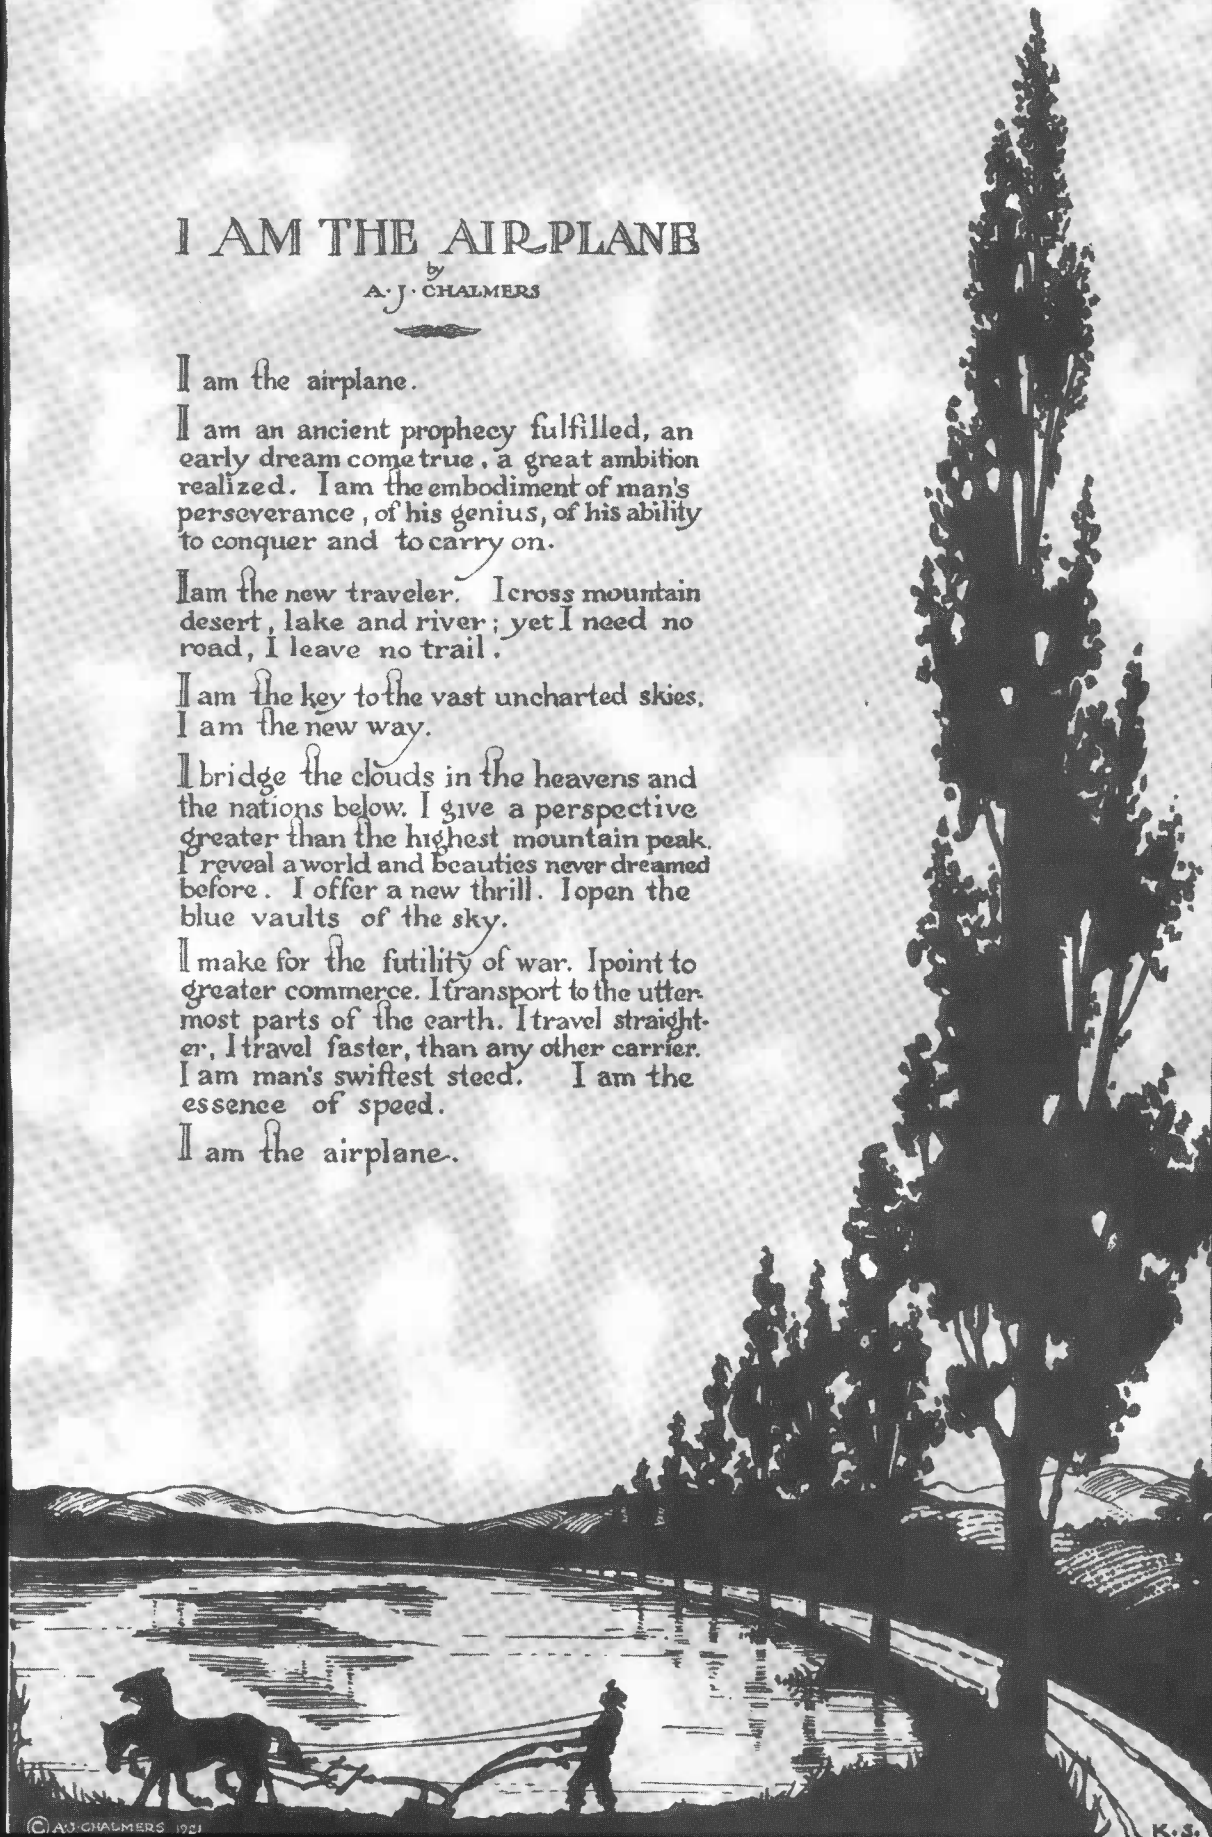 I AM THE AIRPLANE
by
A. J. CHALMERS
I am the airplane.
I am an ancient prophecy fulfilled, an
early dream come true, a great ambition
realized. I am the embodiment of man's
perseverance, of his genius, of his ability
to conquer and to carry on.
I am the new traveler. I cross mountain
desert, lake and river; yet I need no
road, I leave no trail.
I am the key to the vast uncharted skies.
I am the new way.
I bridge the clouds in the heavens and
the nations below. I give a perspective
greater than the highest mountain peak.
I reveal a world and beauties never dreamed
before. I offer a new thrill. I open the
blue vaults of the sky.
I make for the futility of war. I point to
greater commerce. I transport to the utter-
most parts of the earth. I travel straight-
er, I travel faster, than any other carrier.
I am man's swiftest steed. I am the
essence of speed.
I am the airplane.
© A·J·CHALMERS 1921
K. S.